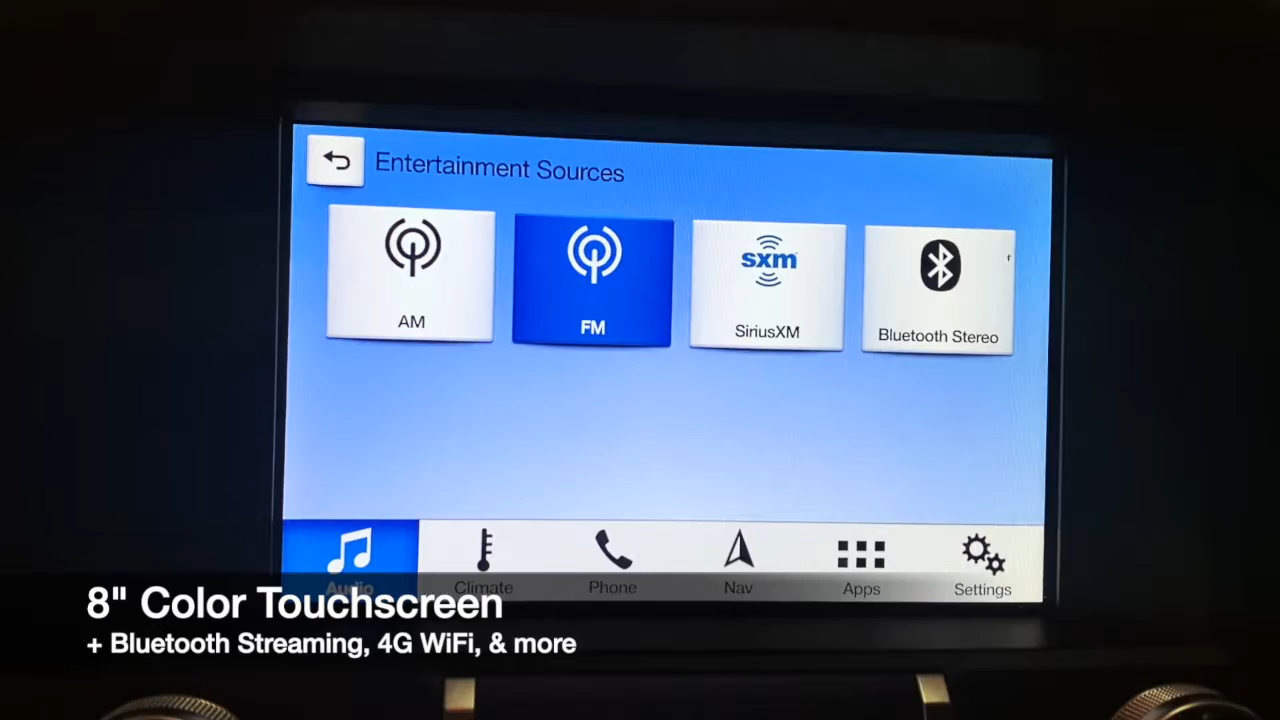 Entertainment Sources
AM
FM
sxm
SiriusXM
Bluetooth Stereo
Audio
Climate
Phone
Nav
Apps
Settings
8" Color Touchscreen
+ Bluetooth Streaming, 4G WiFi, & more